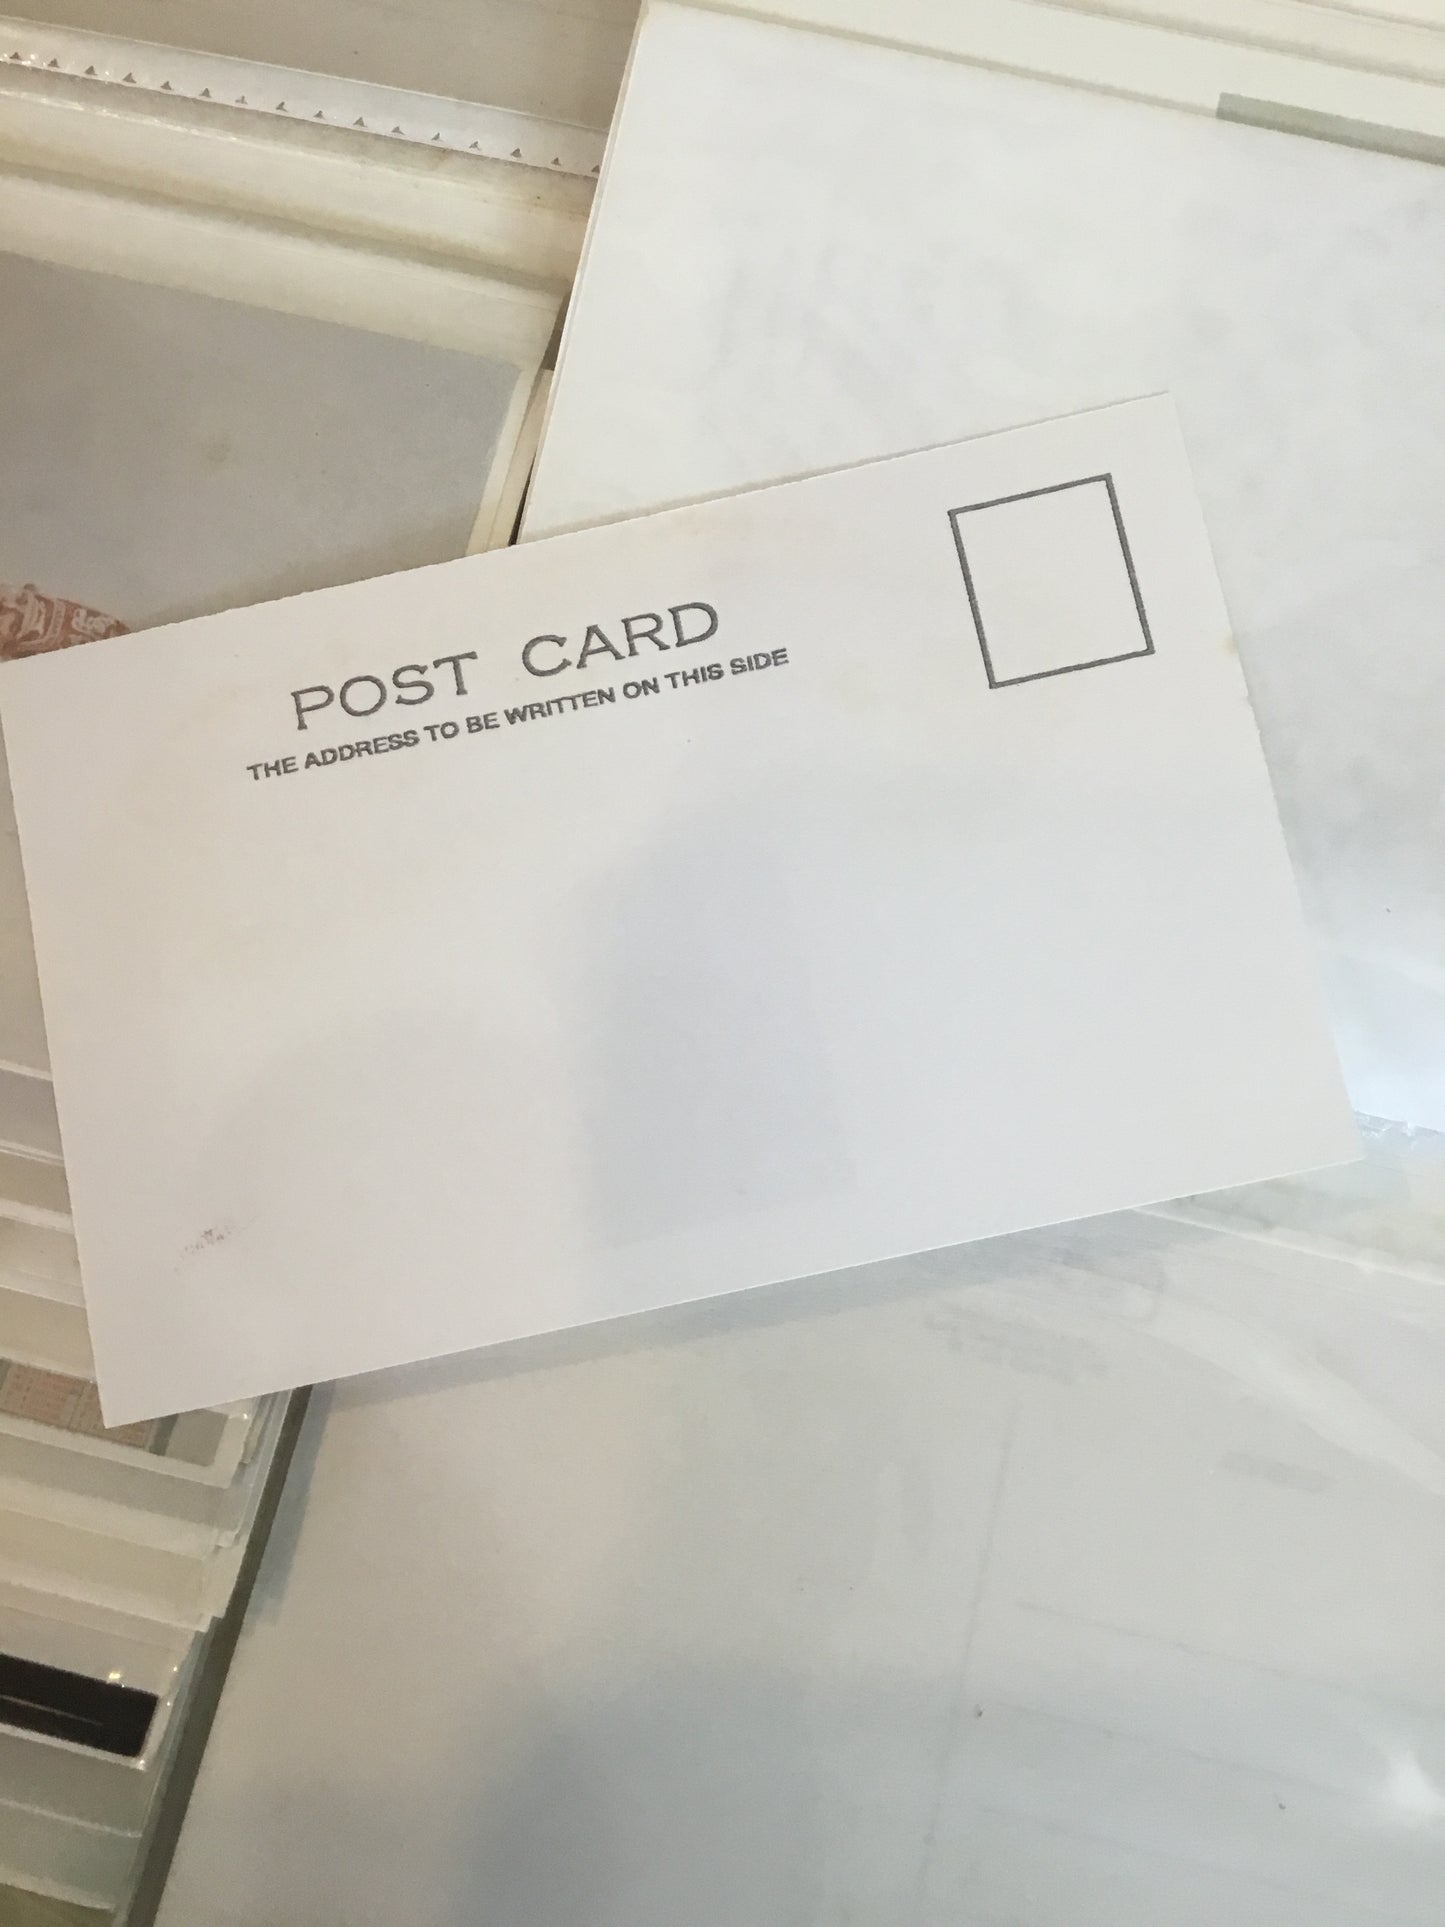 POST CARD
THE ADDRESS TO BE WRITTEN ON THIS SIDE